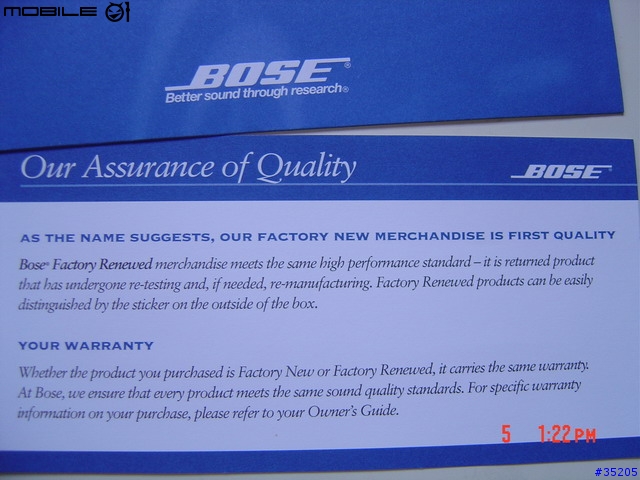 MOBILE01
BOSE®
Better sound through research®
Our Assurance of Quality
BOSE®
AS THE NAME SUGGESTS, OUR FACTORY NEW MERCHANDISE IS FIRST QUALITY
Bose® Factory Renewed merchandise meets the same high performance standard – it is returned product
that has undergone re-testing and, if needed, re-manufacturing. Factory Renewed products can be easily
distinguished by the sticker on the outside of the box.
YOUR WARRANTY
Whether the product you purchased is Factory New or Factory Renewed, it carries the same warranty.
At Bose, we ensure that every product meets the same sound quality standards. For specific warranty
information on your purchase, please refer to your Owner's Guide.
5 1:22 PM
#35205